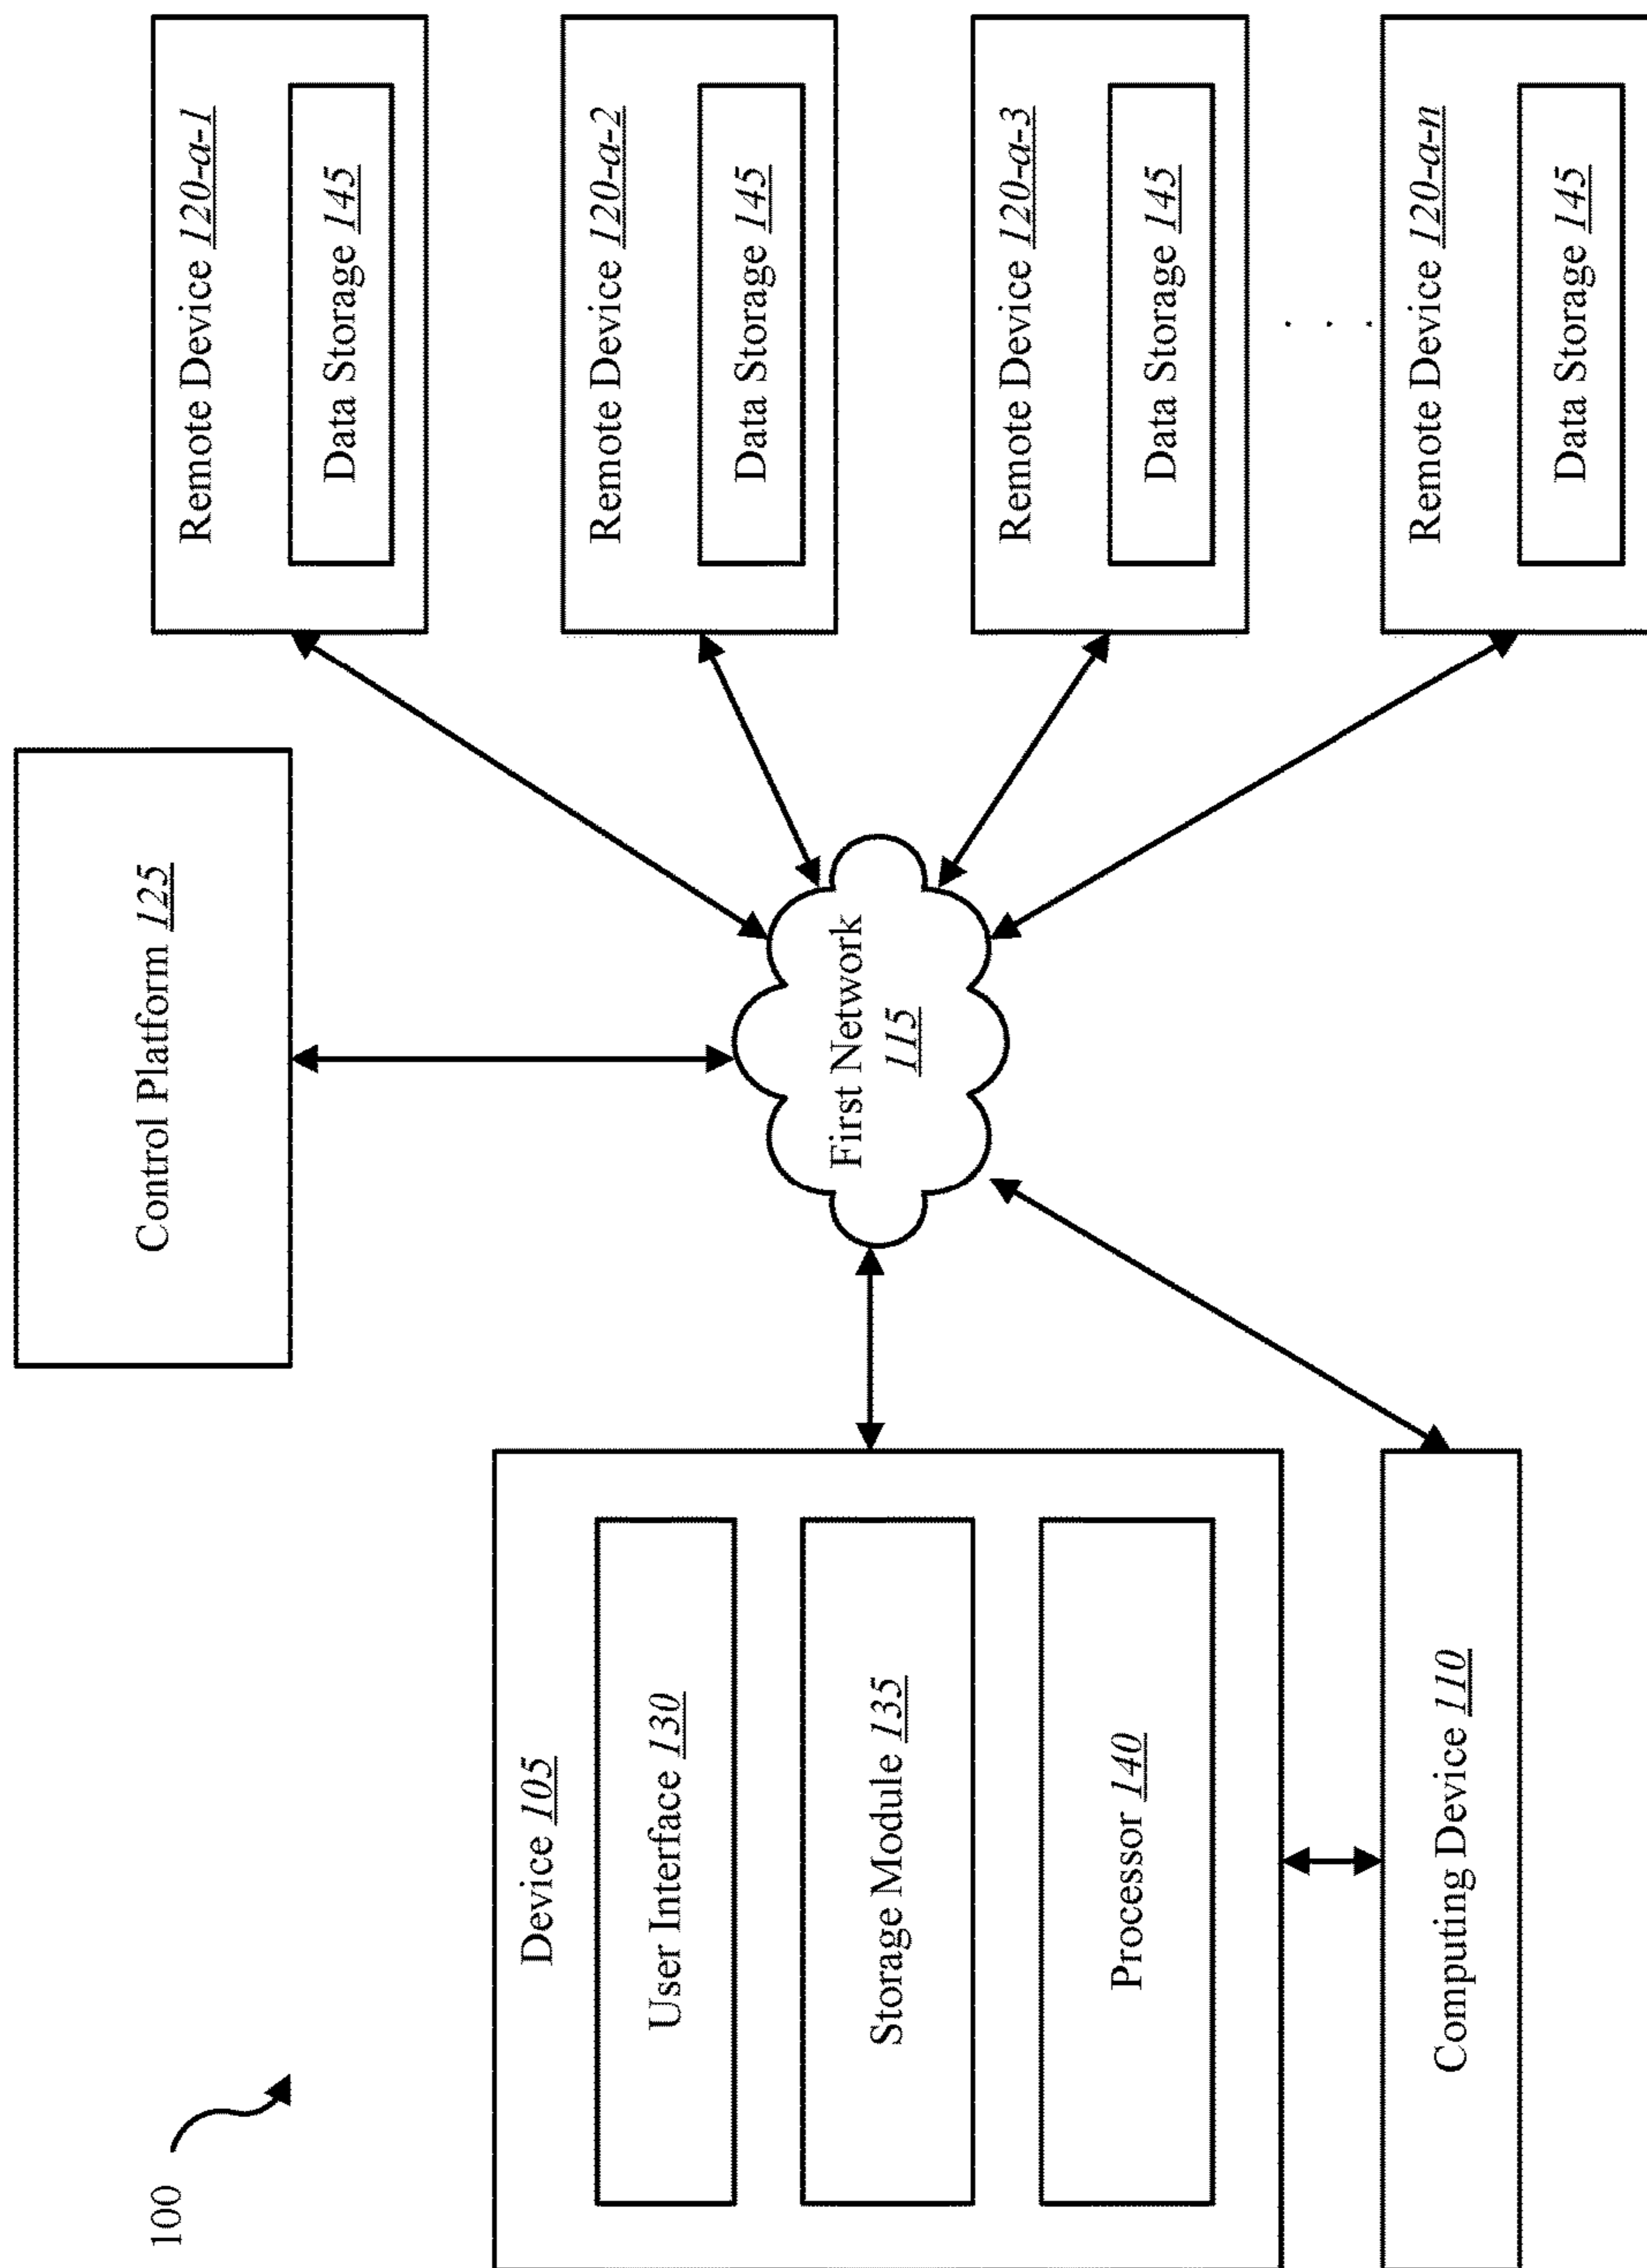 100
Control Platform 125
Device 105
User Interface 130
Storage Module 135
Processor 140
Computing Device 110
First Network
115
Remote Device 120-a-1
Data Storage 145
Remote Device 120-a-2
Data Storage 145
Remote Device 120-a-3
Data Storage 145
. . .
Remote Device 120-a-n
Data Storage 145